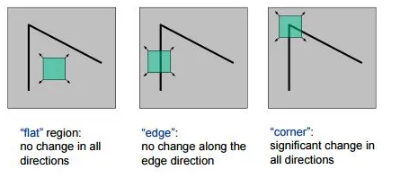 “flat” region:
no change in all
directions
“edge”:
no change along the
edge direction
“corner”:
significant change in
all directions